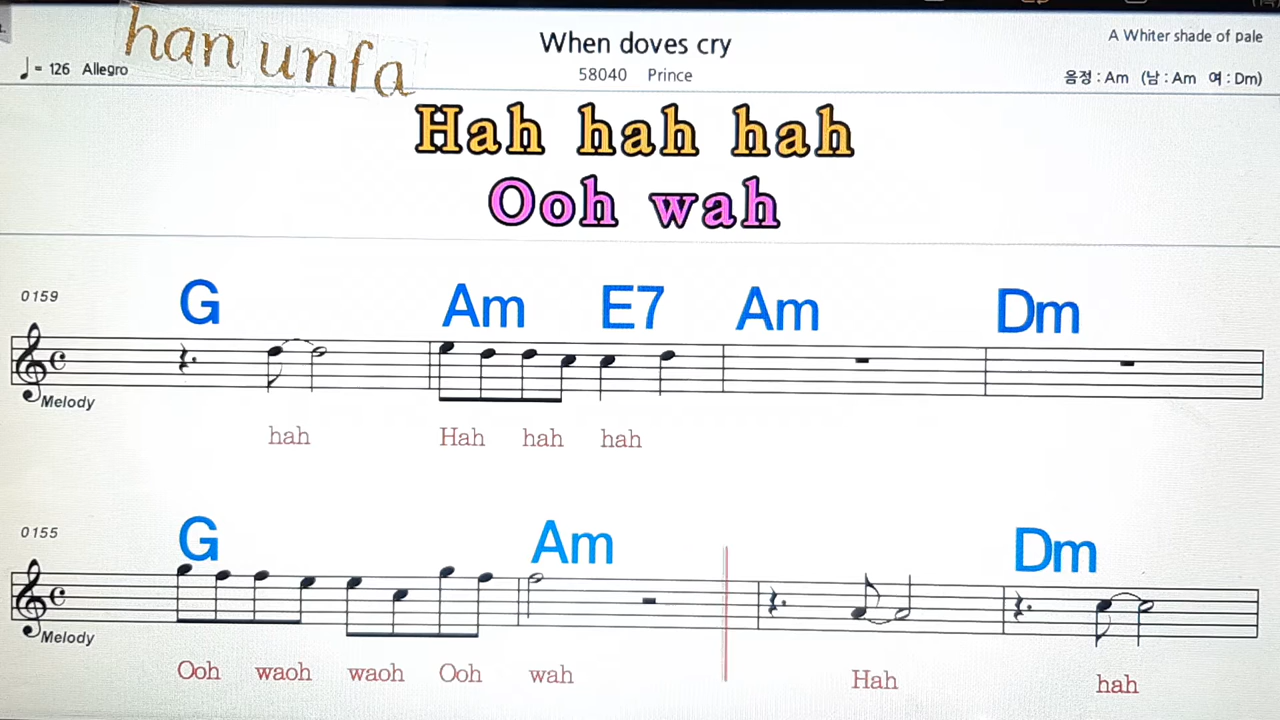 han unfa
When doves cry
A Whiter shade of pale
♩ = 126 Allegro
58040 Prince
음정 : Am (남 : Am 여 : Dm)
Hah hah hah
Ooh wah
0159
G Am E7 Am Dm
Melody
hah Hah hah hah
0155
G Am Dm
Melody
Ooh waoh waoh Ooh wah Hah hah